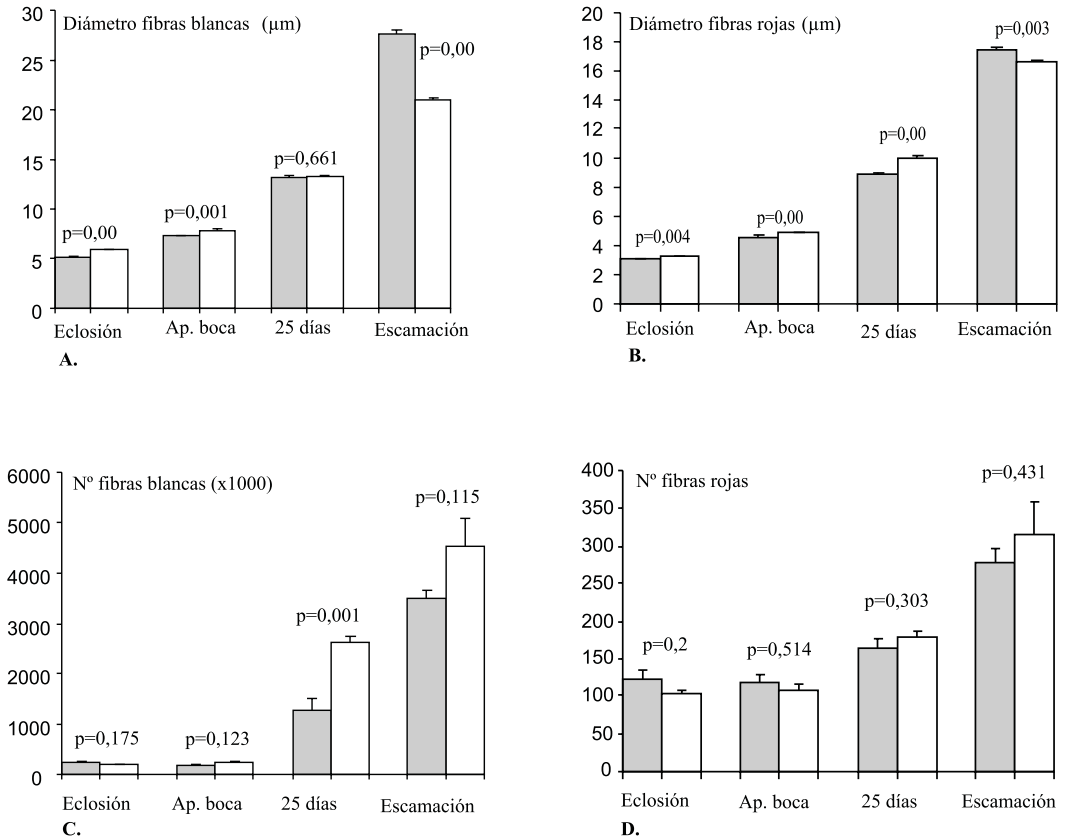 Diámetro fibras blancas (µm)
30
25
20
15
10
5
0
p=0,00
p=0,001
p=0,661
p=0,00
Eclosión
Ap. boca
25 días
Escamación
A.
Diámetro fibras rojas (µm)
20
18
16
14
12
10
8
6
4
2
0
p=0,004
p=0,00
p=0,00
p=0,003
Eclosión
Ap. boca
25 días
Escamación
B.
Nº fibras blancas (x1000)
6000
5000
4000
3000
2000
1000
0
p=0,175
p=0,123
p=0,001
p=0,115
Eclosión
Ap. boca
25 días
Escamación
C.
Nº fibras rojas
400
350
300
250
200
150
100
50
0
p=0,2
p=0,514
p=0,303
p=0,431
Eclosión
Ap. boca
25 días
Escamación
D.